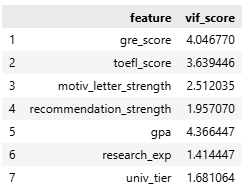 feature vif_score
1 gre_score 4.046770
2 toefl_score 3.639446
3 motiv_letter_strength 2.512035
4 recommendation_strength 1.957070
5 gpa 4.366447
6 research_exp 1.414447
7 univ_tier 1.681064